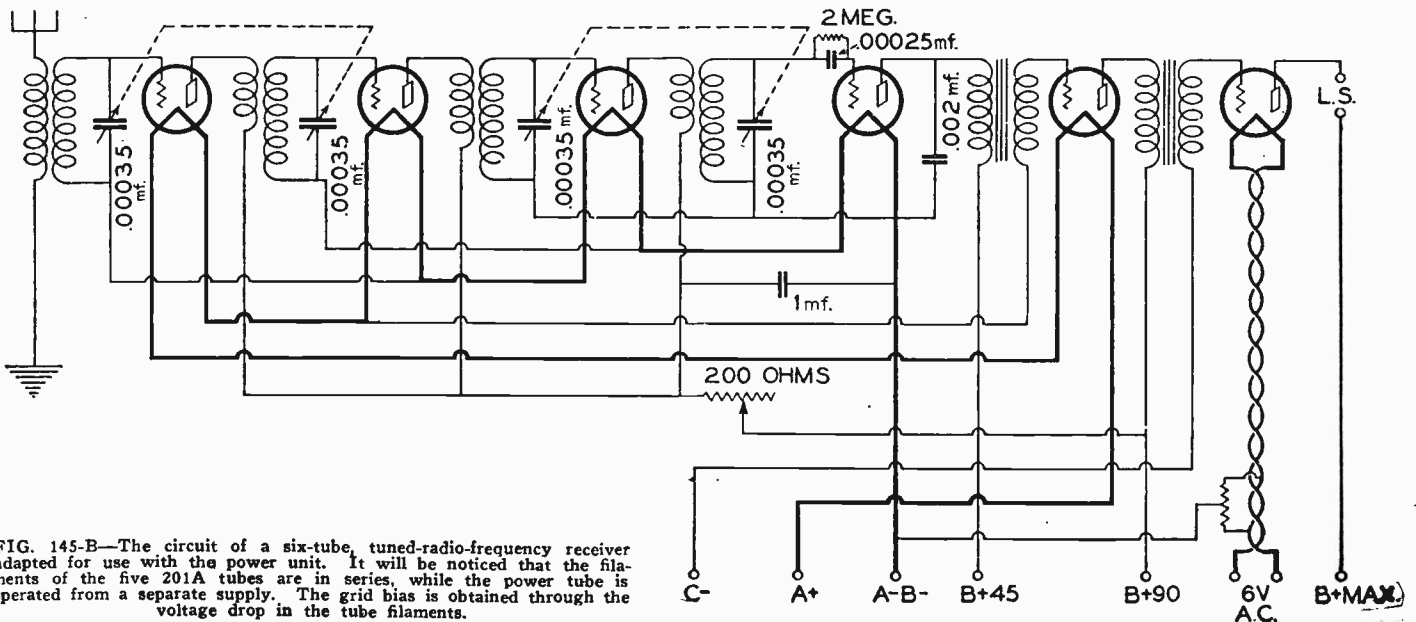 2 MEG.
.00025mf.
.00035 mf.
.00035 mf.
.00035 mf.
.00035 mf.
.002 mf.
L.S.
1 mf.
200 OHMS
FIG. 145-B—The circuit of a six-tube, tuned-radio-frequency receiver
adapted for use with the power unit. It will be noticed that the fila-
ments of the five 201A tubes are in series, while the power tube is
operated from a separate supply. The grid bias is obtained through the
voltage drop in the tube filaments.
C-
A+
A-B-
B+45
B+90
6V
A.C.
B+MAX.